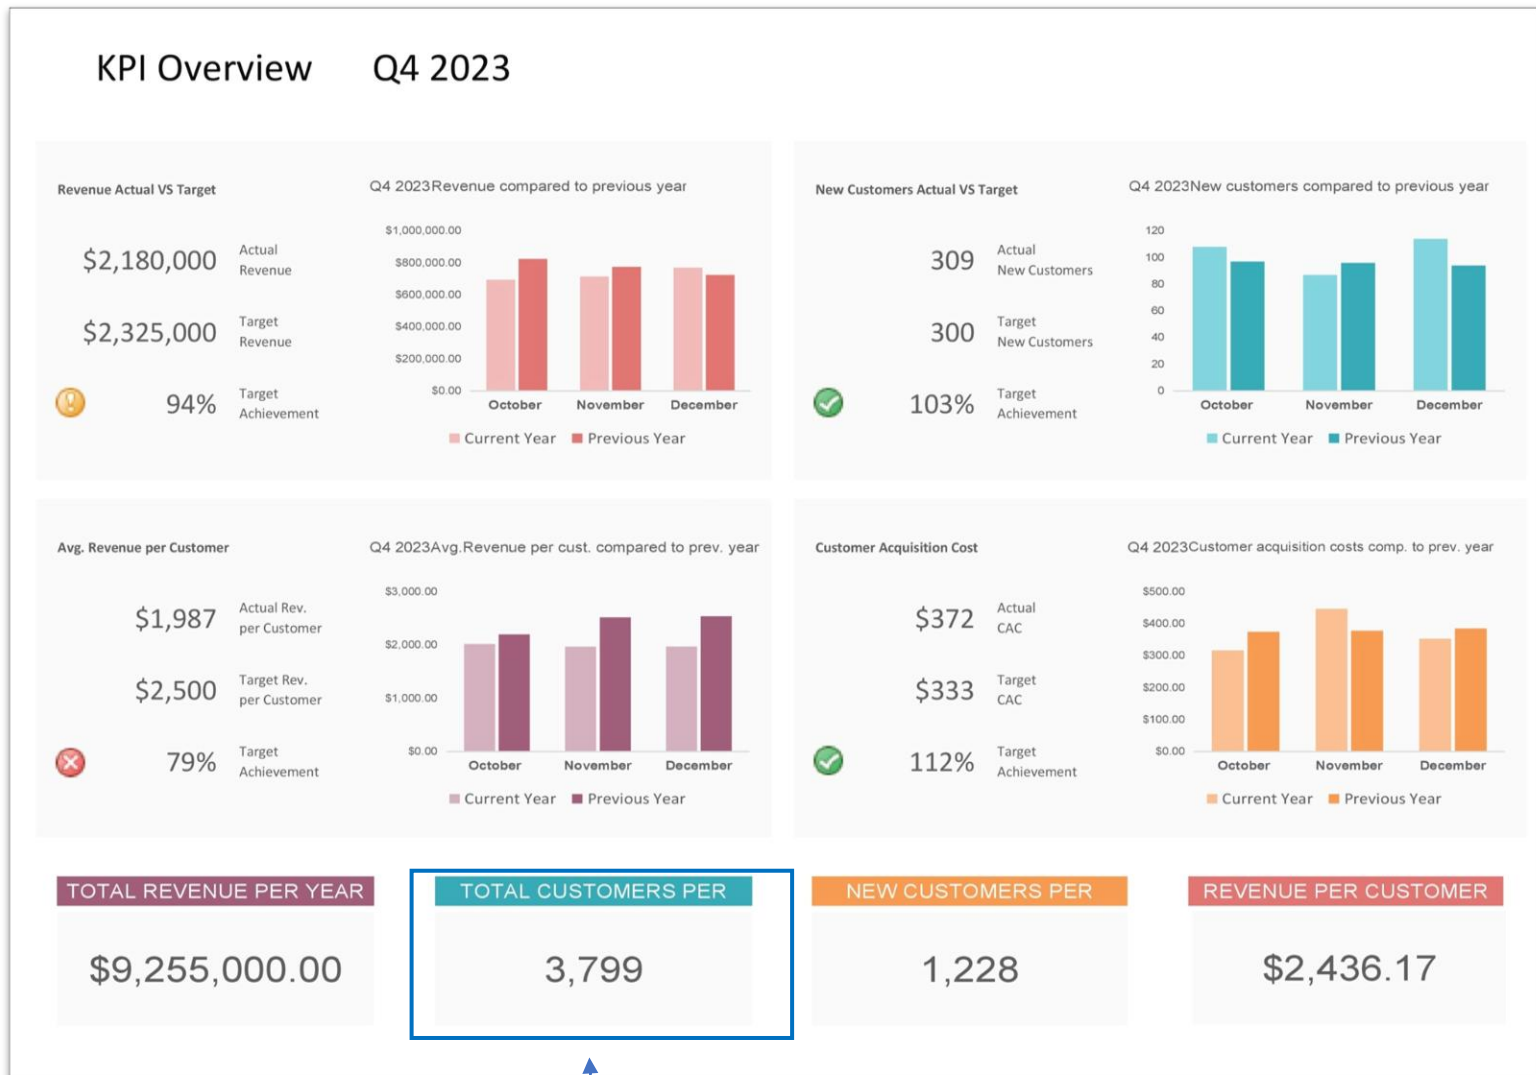 KPI Overview Q4 2023
Revenue Actual VS Target
$2,180,000 Actual Revenue
$2,325,000 Target Revenue
94% Target Achievement
Q4 2023Revenue compared to previous year
$1,000,000.00
$800,000.00
$600,000.00
$400,000.00
$200,000.00
$0.00
October November December
Current Year Previous Year
New Customers Actual VS Target
309 Actual New Customers
300 Target New Customers
103% Target Achievement
Q4 2023New customers compared to previous year
120
100
80
60
40
20
0
October November December
Current Year Previous Year
Avg. Revenue per Customer
$1,987 Actual Rev. per Customer
$2,500 Target Rev. per Customer
79% Target Achievement
Q4 2023Avg.Revenue per cust. compared to prev. year
$3,000.00
$2,000.00
$1,000.00
$0.00
October November December
Current Year Previous Year
Customer Acquisition Cost
$372 Actual CAC
$333 Target CAC
112% Target Achievement
Q4 2023Customer acquisition costs comp. to prev. year
$500.00
$400.00
$300.00
$200.00
$100.00
$0.00
October November December
Current Year Previous Year
TOTAL REVENUE PER YEAR
$9,255,000.00
TOTAL CUSTOMERS PER
3,799
NEW CUSTOMERS PER
1,228
REVENUE PER CUSTOMER
$2,436.17